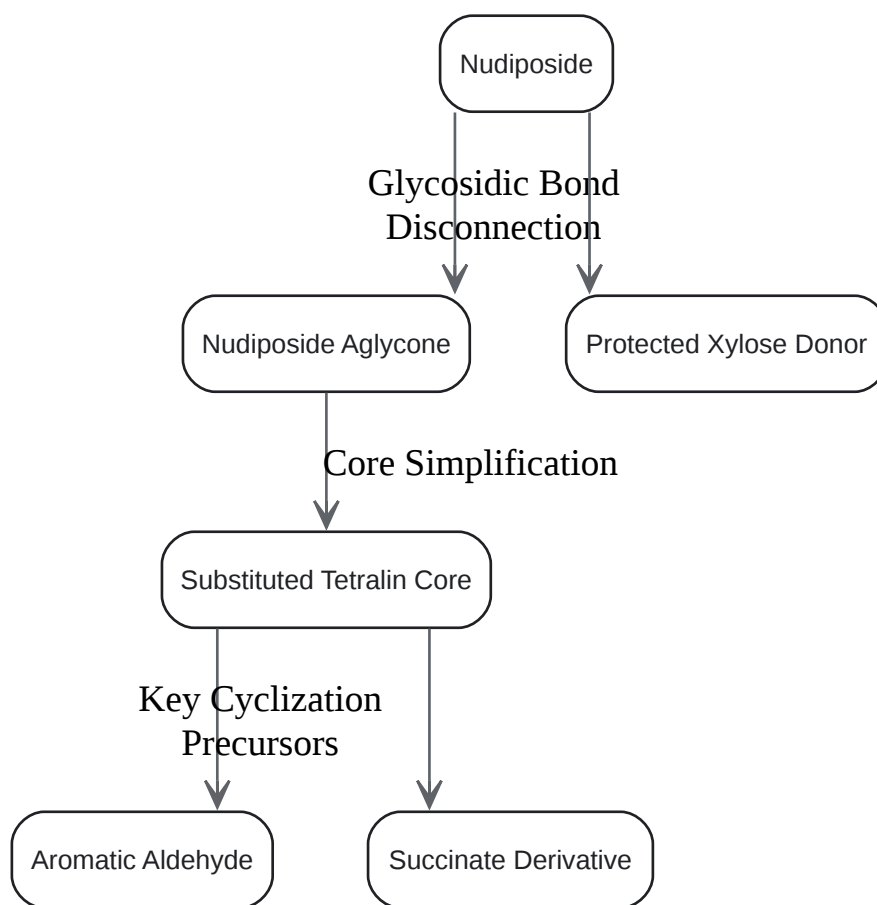 Nudiposide
Glycosidic Bond
Disconnection
Nudiposide Aglycone
Protected Xylose Donor
Core Simplification
Substituted Tetralin Core
Key Cyclization
Precursors
Aromatic Aldehyde
Succinate Derivative